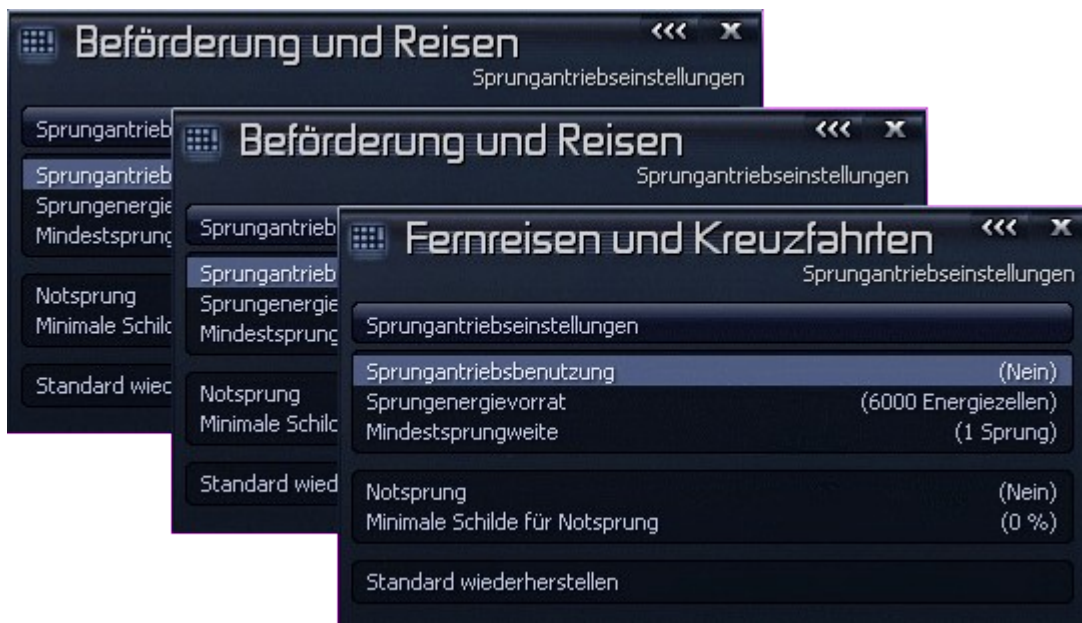 Beförderung und Reisen
Sprungantriebseinstellungen
Sprungantrieb
Sprungantrieb
Sprungenergie
Mindestsprung
Notsprung
Minimale Schild
Standard wied
Beförderung und Reisen
Sprungantriebseinstellungen
Sprungantrieb
Sprungantrieb
Sprungenergie
Mindestsprung
Notsprung
Minimale Schild
Standard wied
Fernreisen und Kreuzfahrten
Sprungantriebseinstellungen
Sprungantriebseinstellungen
Sprungantriebsbenutzung (Nein)
Sprungenergievorrat (6000 Energiezellen)
Mindestsprungweite (1 Sprung)
Notsprung (Nein)
Minimale Schilde für Notsprung (0 %)
Standard wiederherstellen